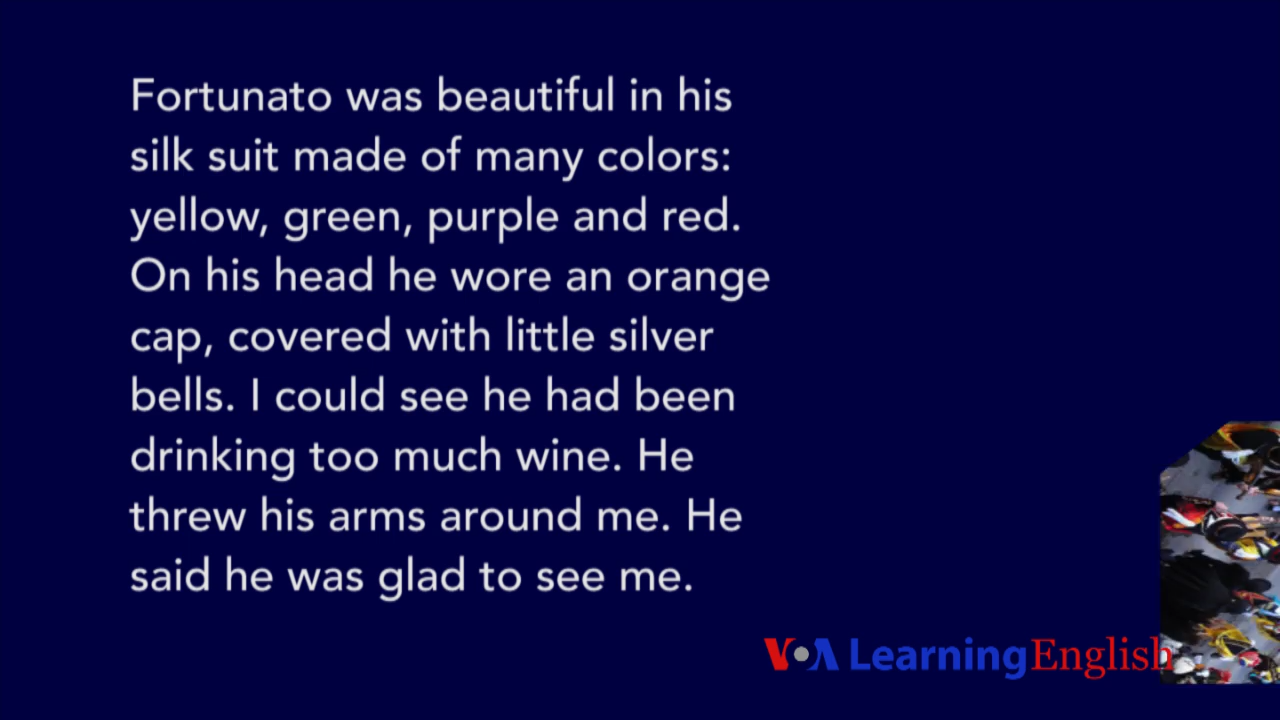 Fortunato was beautiful in his
silk suit made of many colors:
yellow, green, purple and red.
On his head he wore an orange
cap, covered with little silver
bells. I could see he had been
drinking too much wine. He
threw his arms around me. He
said he was glad to see me.
VOA Learning English